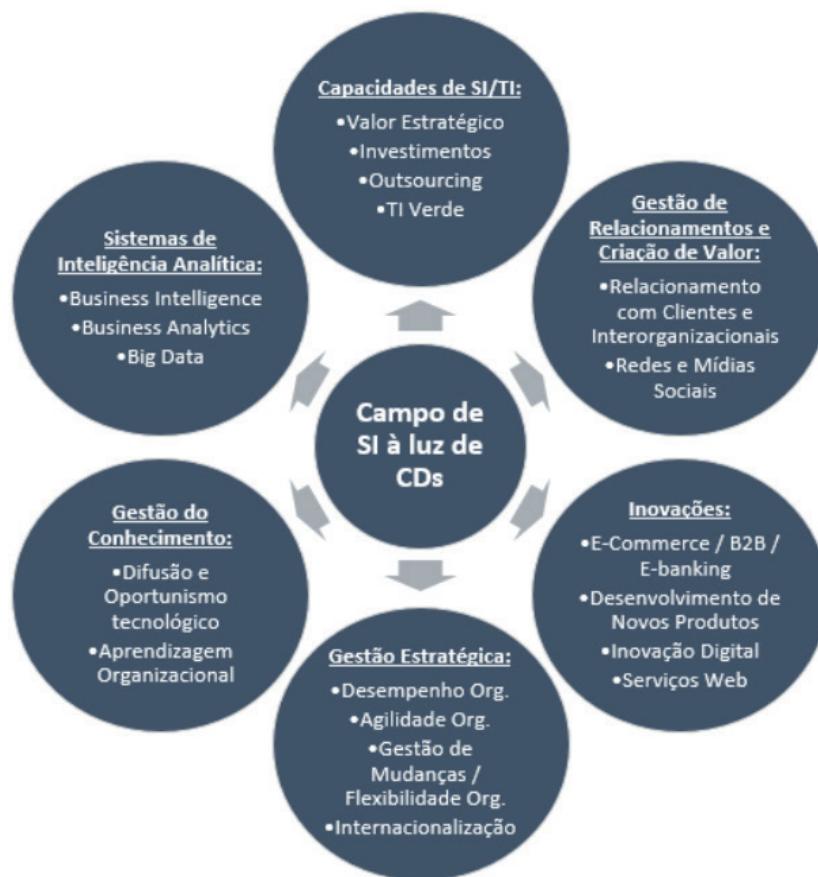 Capacidades de SI/TI:
•Valor Estratégico
•Investimentos
•Outsourcing
•TI Verde
Gestão de
Relacionamentos e
Criação de Valor:
•Relacionamento
com Clientes e
Interorganizacionais
•Redes e Mídias
Sociais
Inovações:
•E-Commerce / B2B /
E-banking
•Desenvolvimento de
Novos Produtos
•Inovação Digital
•Serviços Web
Gestão Estratégica:
•Desempenho Org.
•Agilidade Org.
•Gestão de
Mudanças /
Flexibilidade Org.
•Internacionalização
Gestão do
Conhecimento:
•Difusão e
Oportunismo
tecnológico
•Aprendizagem
Organizacional
Sistemas de
Inteligência Analítica:
•Business Intelligence
•Business Analytics
•Big Data
Campo de
SI à luz de
CDs